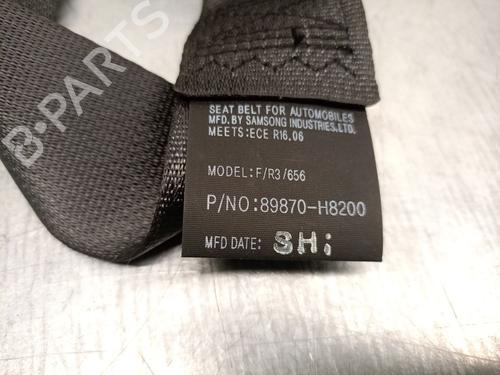 SEAT BELT FOR AUTOMOBILES
MFD.BY SAMSONG INDUSTRIES,LTD.
MEETS:ECE R16.06
MODEL:F/R3/656
P/NO:89870-H8200
MFD DATE: SH;
B-PARTS